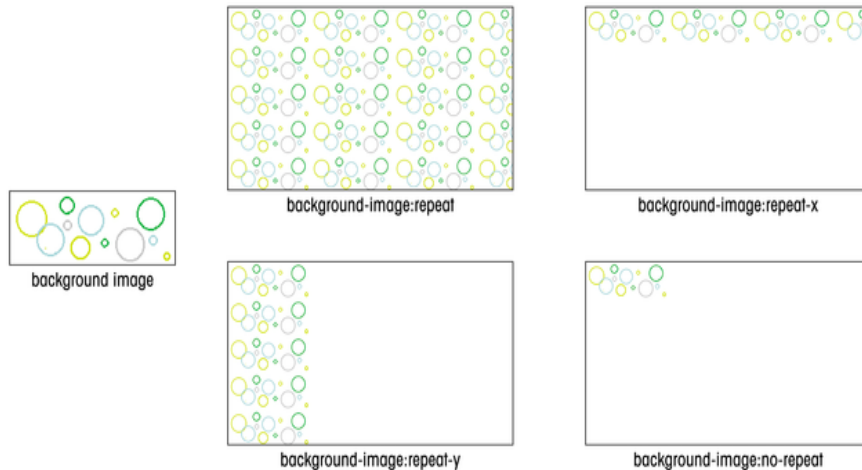 background-image:repeat
background-image:repeat-x
background image
background-image:repeat-y
background-image:no-repeat